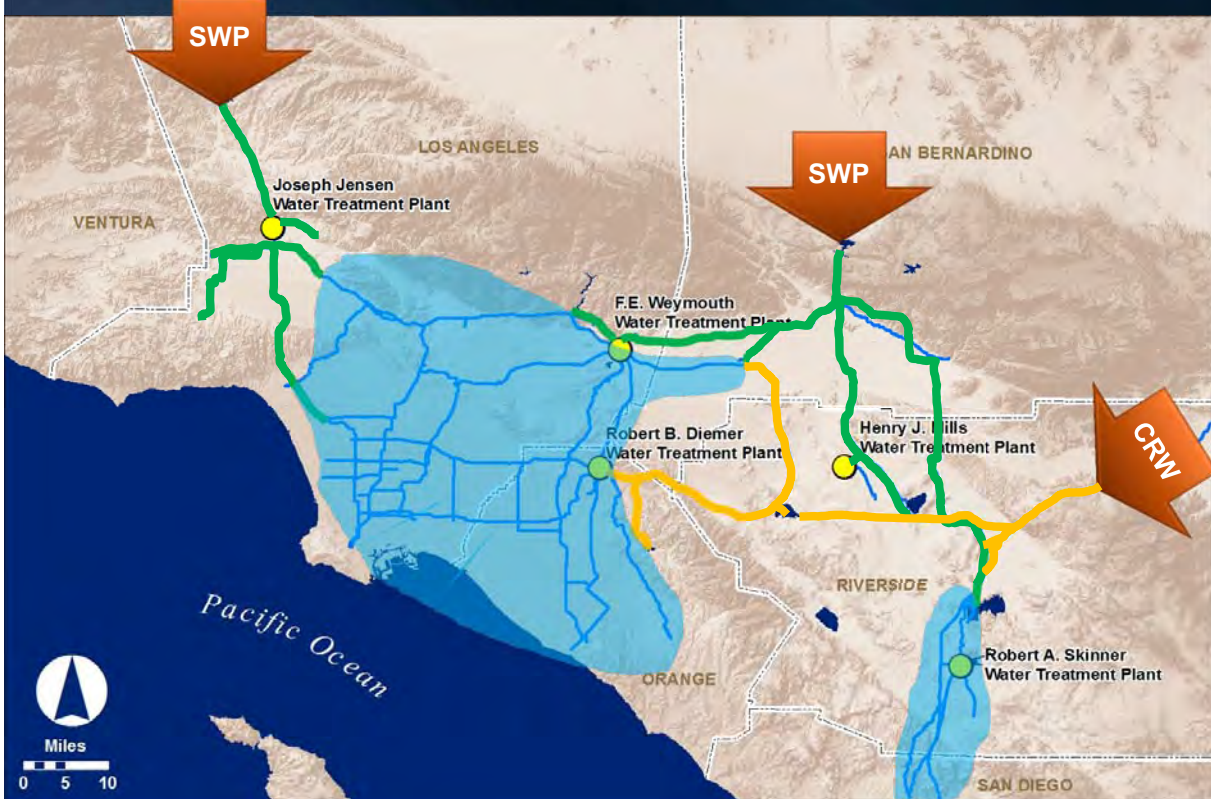 SWP
LOS ANGELES
SAN BERNARDINO
SWP
Joseph Jensen
Water Treatment Plant
VENTURA
F.E. Weymouth
Water Treatment Plant
Robert B. Diemer
Water Treatment Plant
Henry J. Mills
Water Treatment Plant
CRW
RIVERSIDE
Pacific Ocean
Robert A. Skinner
Water Treatment Plant
ORANGE
Miles
0 5 10
SAN DIEGO